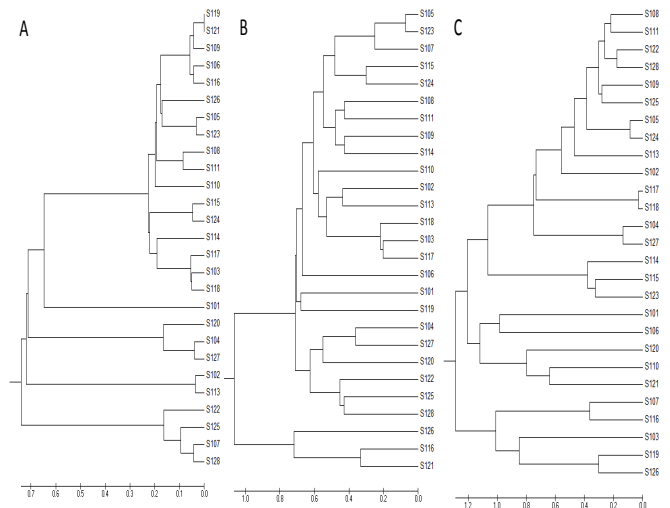 A
S119
S121
S109
S106
S116
S126
S105
S123
S108
S111
S110
S115
S124
S114
S117
S103
S118
S101
S120
S104
S127
S102
S113
S122
S125
S107
S128
0.7 0.6 0.5 0.4 0.3 0.2 0.1 0.0
B
S105
S123
S107
S115
S124
S108
S111
S109
S114
S110
S102
S113
S118
S103
S117
S106
S101
S119
S104
S127
S120
S122
S125
S128
S126
S116
S121
1.0 0.8 0.6 0.4 0.2 0.0
C
S108
S111
S122
S128
S109
S125
S105
S124
S113
S102
S117
S118
S104
S127
S114
S115
S123
S101
S106
S120
S110
S121
S107
S116
S103
S119
S126
1.2 1.0 0.8 0.6 0.4 0.2 0.0